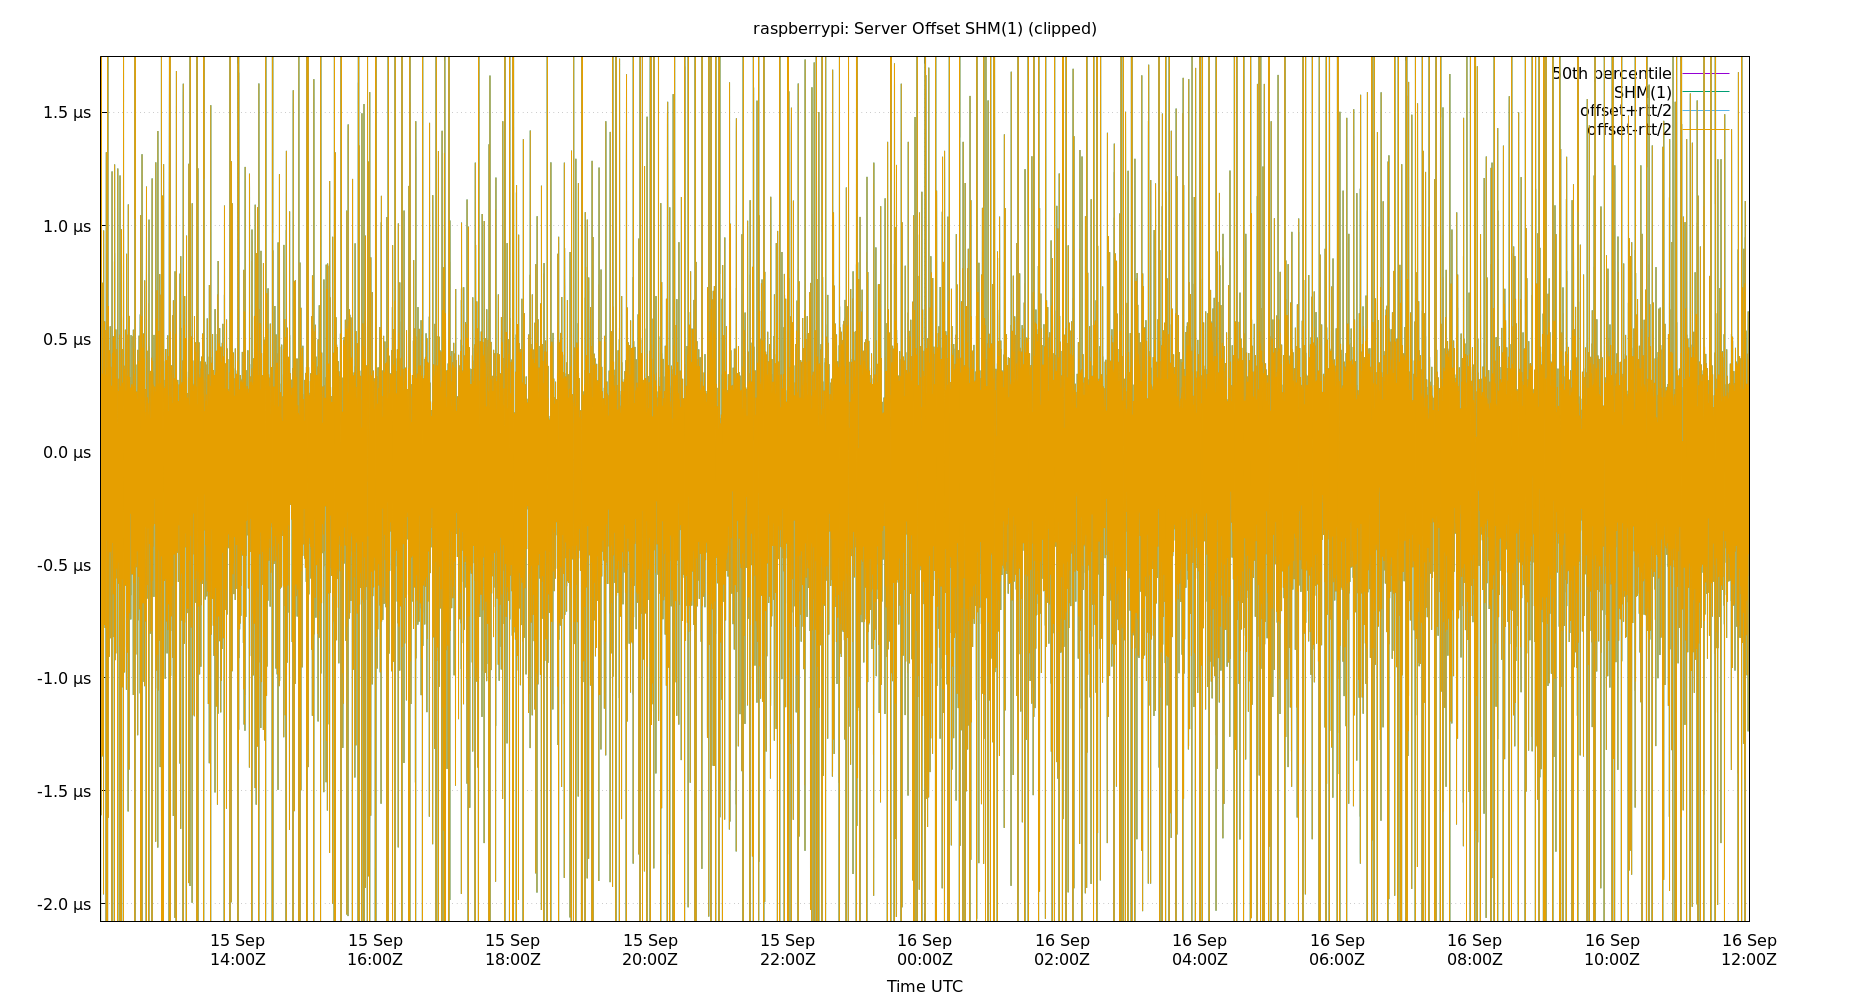 raspberrypi: Server Offset SHM(1) (clipped)
50th percentile
SHM(1)
offset+rtt/2
offset-rtt/2
1.5 µs
1.0 µs
0.5 µs
0.0 µs
-0.5 µs
-1.0 µs
-1.5 µs
-2.0 µs
15 Sep 15 Sep 15 Sep 15 Sep 15 Sep 16 Sep 16 Sep 16 Sep 16 Sep 16 Sep 16 Sep 16 Sep
14:00Z 16:00Z 18:00Z 20:00Z 22:00Z 00:00Z 02:00Z 04:00Z 06:00Z 08:00Z 10:00Z 12:00Z
Time UTC